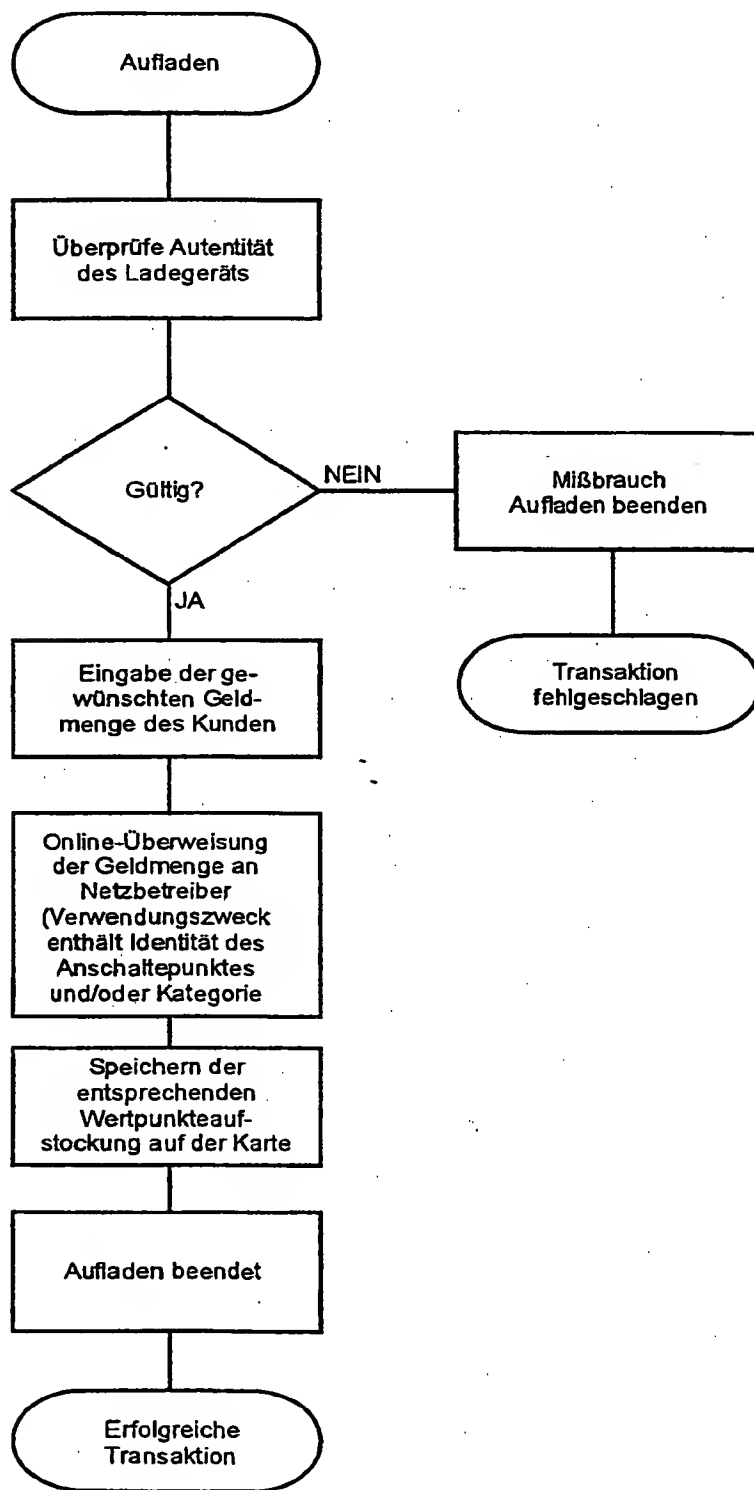 Aufladen
Überprüfe Autentität
des Ladegeräts
Gültig?
NEIN
Mißbrauch
Aufladen beenden
Transaktion
fehlgeschlagen
JA
Eingabe der ge-
wünschten Geld-
menge des Kunden
Online-Überweisung
der Geldmenge an
Netzbetreiber
(Verwendungszweck
enthält Identität des
Anschaltepunktes
und/oder Kategorie
Speichern der
entsprechenden
Wertpunkteauf-
stockung auf der Karte
Aufladen beendet
Erfolgreiche
Transaktion